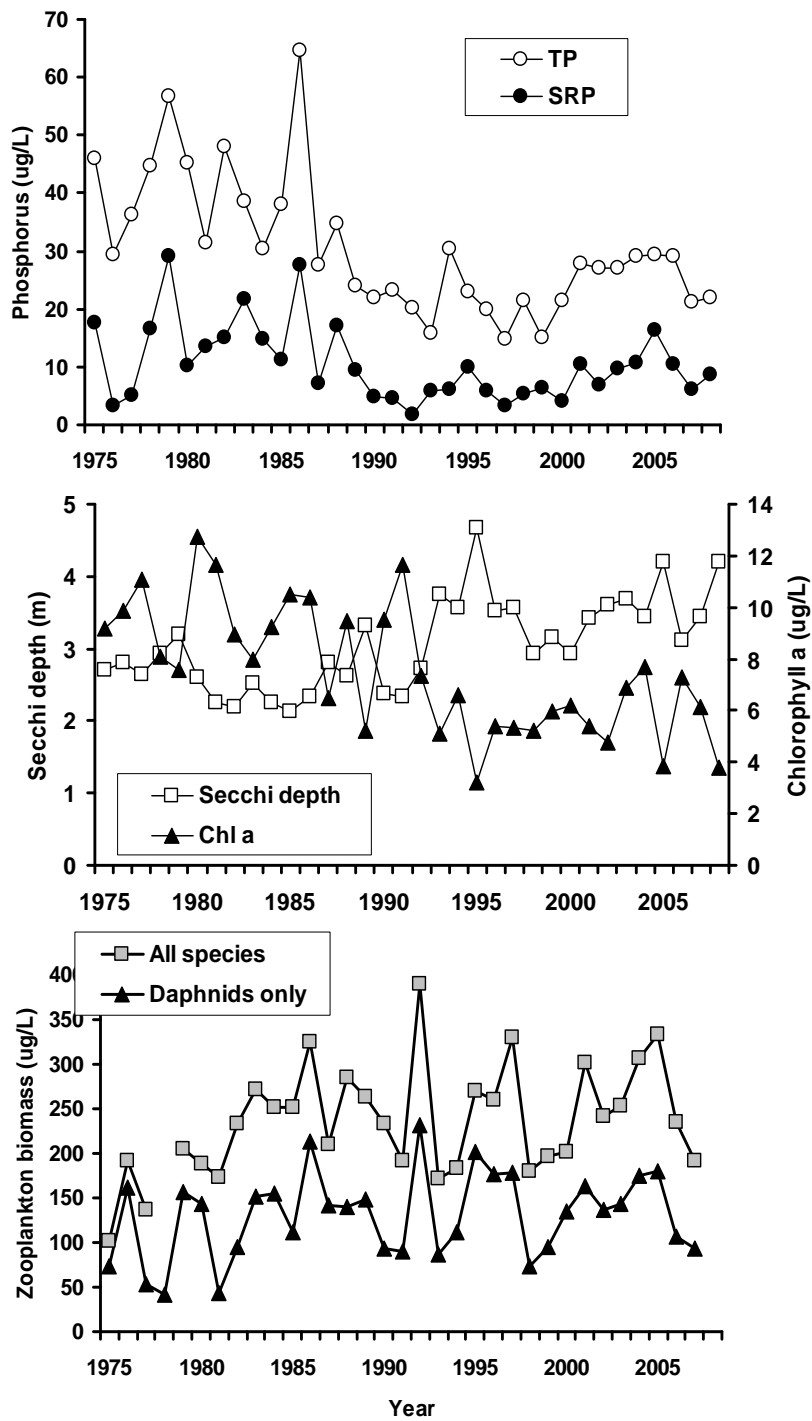 70
60
50
40
30
20
10
0
Phosphorus (ug/L)
TP
SRP
1975 1980 1985 1990 1995 2000 2005
5
4
3
2
1
0
Secchi depth (m)
14
12
10
8
6
4
2
0
Chlorophyll a (ug/L)
Secchi depth
Chl a
1975 1980 1985 1990 1995 2000 2005
All species
Daphnids only
400
350
300
250
200
150
100
50
0
Zooplankton biomass (ug/L)
1975 1980 1985 1990 1995 2000 2005
Year